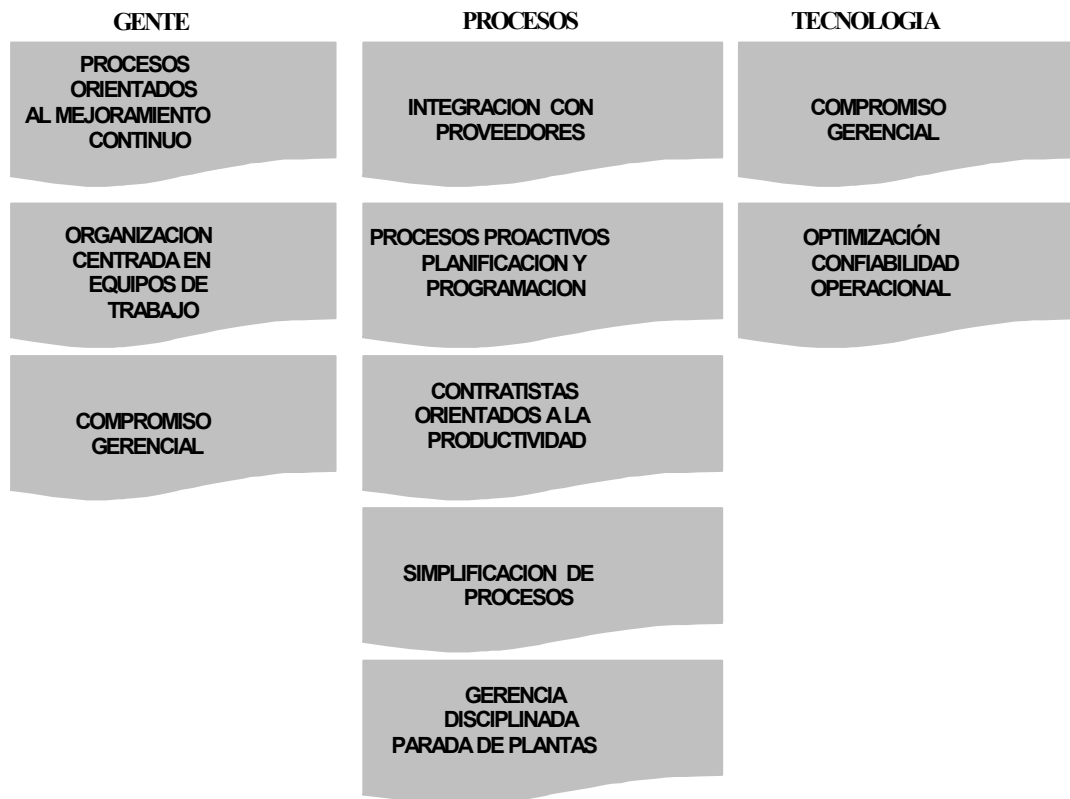 GENTE
PROCESOS
ORIENTADOS
AL MEJORAMIENTO
CONTINUO
ORGANIZACION
CENTRADA EN
EQUIPOS DE
TRABAJO
COMPROMISO
GERENCIAL
PROCESOS
INTEGRACION CON
PROVEEDORES
PROCESOS PROACTIVOS
PLANIFICACION Y
PROGRAMACION
CONTRATISTAS
ORIENTADOS A LA
PRODUCTIVIDAD
SIMPLIFICACION DE
PROCESOS
GERENCIA
DISCIPLINADA
PARADA DE PLANTAS
TECNOLOGIA
COMPROMISO
GERENCIAL
OPTIMIZACIÓN
CONFIABILIDAD
OPERACIONAL